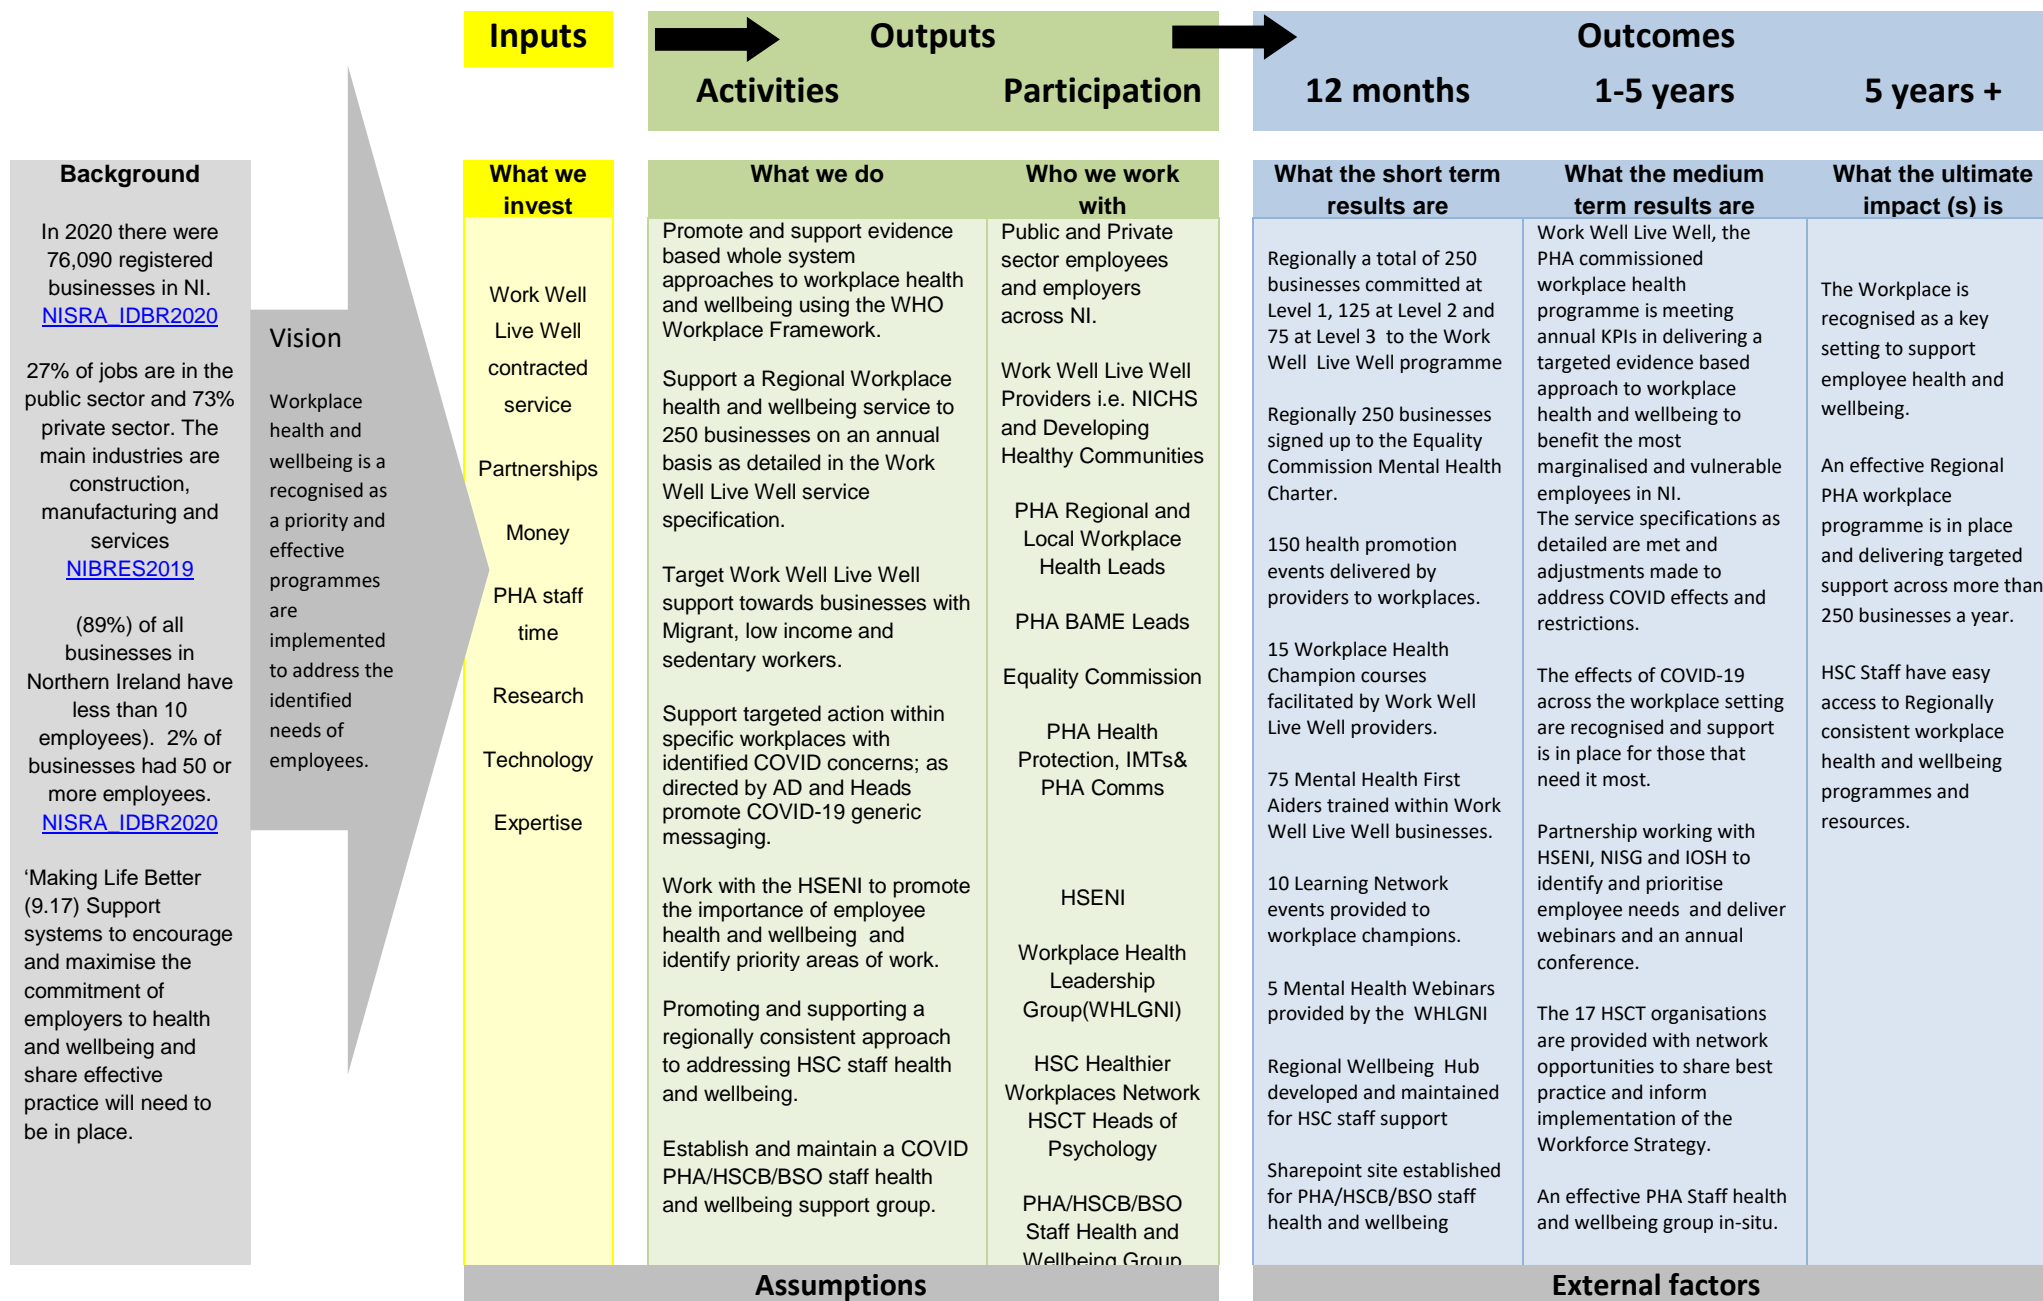 Inputs
Outputs
Activities
Participation
Outcomes
12 months
1-5 years
5 years +
Background
In 2020 there were
76,090 registered
businesses in NI.
NISRA_IDBR2020
27% of jobs are in the
public sector and 73%
private sector. The
main industries are
construction,
manufacturing and
services
NIBRES2019
(89%) of all
businesses in
Northern Ireland have
less than 10
employees).  2% of
businesses had 50 or
more employees.
NISRA_IDBR2020
‘Making Life Better
(9.17) Support
systems to encourage
and maximise the
commitment of
employers to health
and wellbeing and
share effective
practice will need to
be in place.
Vision
Workplace
health and
wellbeing is a
recognised as
a priority and
effective
programmes
are
implemented
to address the
identified
needs of
employees.
What we
invest
Work Well
Live Well
contracted
service
Partnerships
Money
PHA staff
time
Research
Technology
Expertise
What we do
Promote and support evidence
based whole system
approaches to workplace health
and wellbeing using the WHO
Workplace Framework.
Support a Regional Workplace
health and wellbeing service to
250 businesses on an annual
basis as detailed in the Work
Well Live Well service
specification.
Target Work Well Live Well
support towards businesses with
Migrant, low income and
sedentary workers.
Support targeted action within
specific workplaces with
identified COVID concerns; as
directed by AD and Heads
promote COVID-19 generic
messaging.
Work with the HSENI to promote
the importance of employee
health and wellbeing  and
identify priority areas of work.
Promoting and supporting a
regionally consistent approach
to addressing HSC staff health
and wellbeing.
Establish and maintain a COVID
PHA/HSCB/BSO staff health
and wellbeing support group.
Who we work
with
Public and Private
sector employees
and employers
across NI.
Work Well Live Well
Providers i.e. NICHS
and Developing
Healthy Communities
PHA Regional and
Local Workplace
Health Leads
PHA BAME Leads
Equality Commission
PHA Health
Protection, IMTs&
PHA Comms
HSENI
Workplace Health
Leadership
Group(WHLGNI)
HSC Healthier
Workplaces Network
HSCT Heads of
Psychology
PHA/HSCB/BSO
Staff Health and
Wellbeing Group
What the short term
results are
Regionally a total of 250
businesses committed at
Level 1, 125 at Level 2 and
75 at Level 3  to the Work
Well  Live Well programme
Regionally 250 businesses
signed up to the Equality
Commission Mental Health
Charter.
150 health promotion
events delivered by
providers to workplaces.
15 Workplace Health
Champion courses
facilitated by Work Well
Live Well providers.
75 Mental Health First
Aiders trained within Work
Well Live Well businesses.
10 Learning Network
events provided to
workplace champions.
5 Mental Health Webinars
provided by the  WHLGNI
Regional Wellbeing  Hub
developed and maintained
for HSC staff support
Sharepoint site established
for PHA/HSCB/BSO staff
health and wellbeing
What the medium
term results are
Work Well Live Well, the
PHA commissioned
workplace health
programme is meeting
annual KPIs in delivering a
targeted evidence based
approach to workplace
health and wellbeing to
benefit the most
marginalised and vulnerable
employees in NI.
The service specifications as
detailed are met and
adjustments made to
address COVID effects and
restrictions.
The effects of COVID-19
across the workplace setting
are recognised and support
is in place for those that
need it most.
Partnership working with
HSENI, NISG and IOSH to
identify and prioritise
employee needs  and deliver
webinars and an annual
conference.
The 17 HSCT organisations
are provided with network
opportunities to share best
practice and inform
implementation of the
Workforce Strategy.
An effective PHA Staff health
and wellbeing group in-situ.
What the ultimate
impact (s) is
The Workplace is
recognised as a key
setting to support
employee health and
wellbeing.
An effective Regional
PHA workplace
programme is in place
and delivering targeted
support across more than
250 businesses a year.
HSC Staff have easy
access to Regionally
consistent workplace
health and wellbeing
programmes and
resources.
Assumptions
External factors